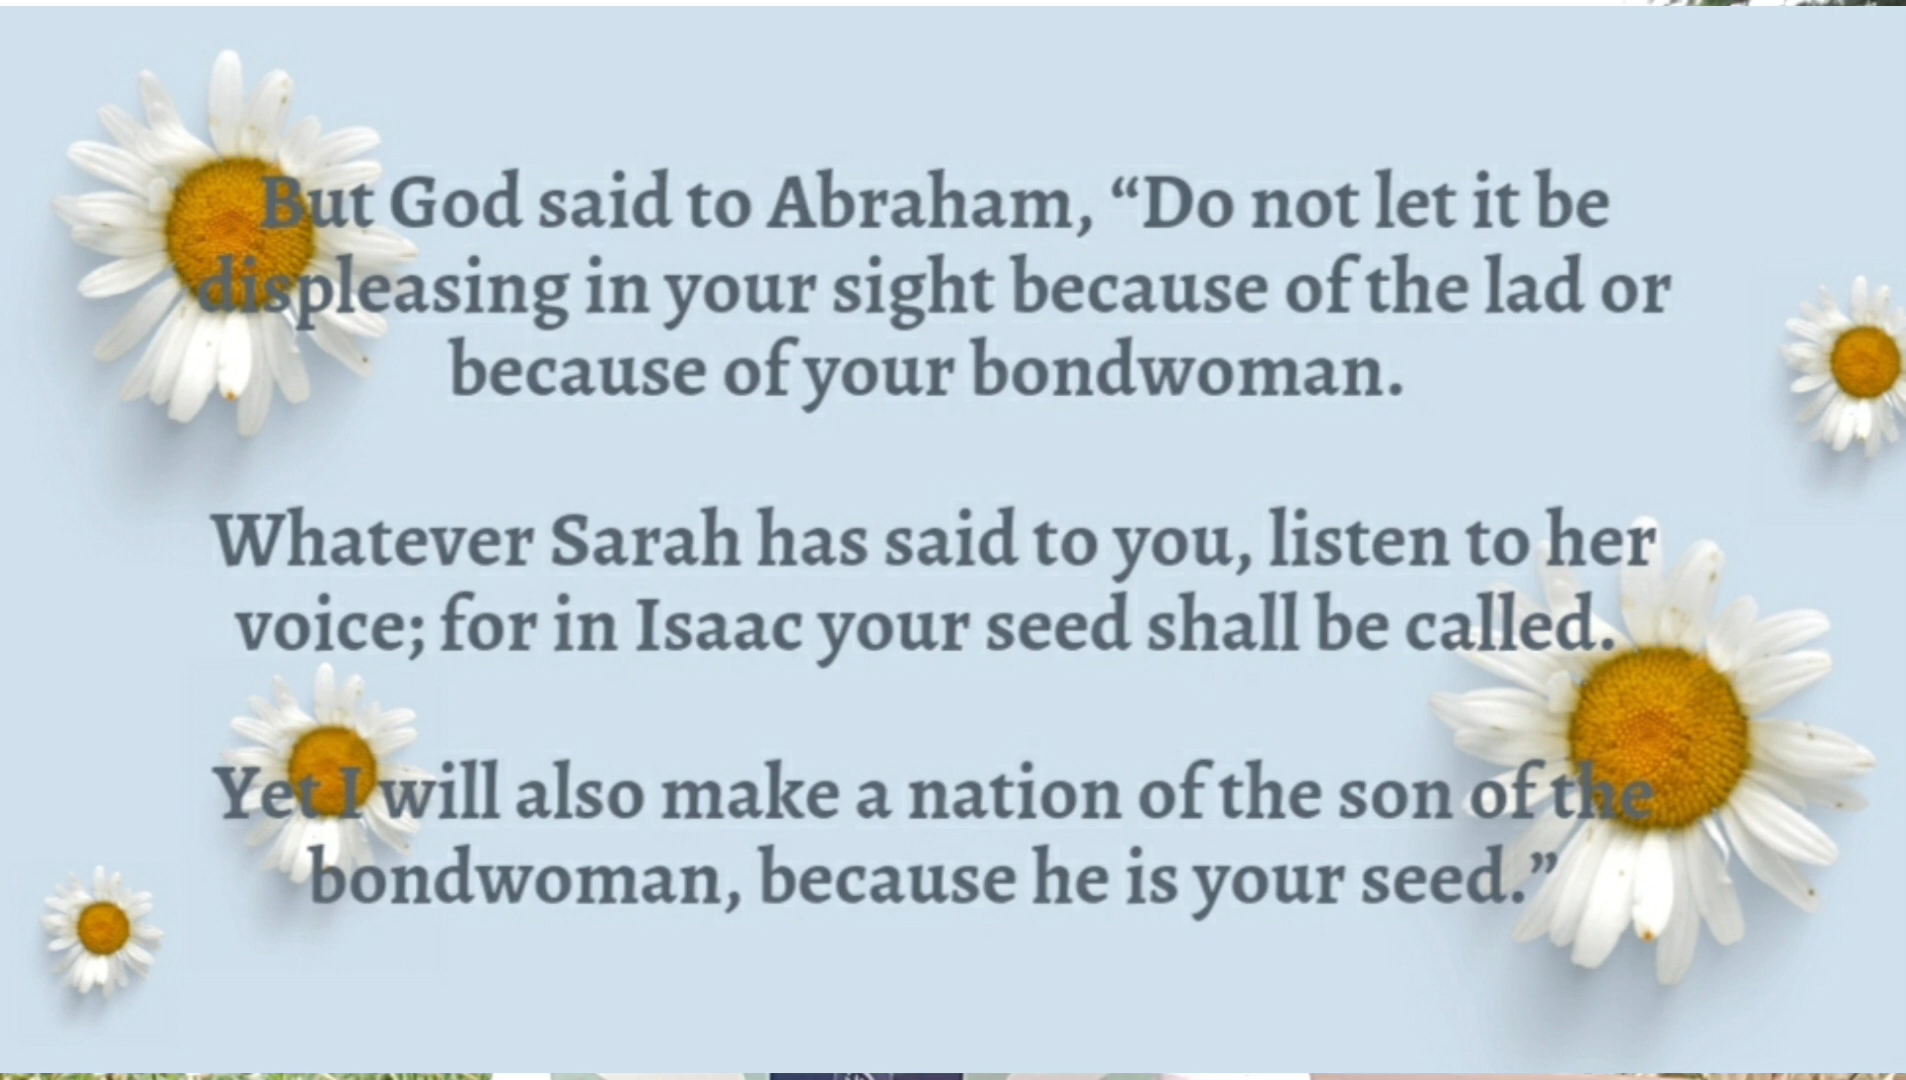 But God said to Abraham, “Do not let it be
displeasing in your sight because of the lad or
because of your bondwoman.
Whatever Sarah has said to you, listen to her
voice; for in Isaac your seed shall be called.
Yet I will also make a nation of the son of the
bondwoman, because he is your seed.”